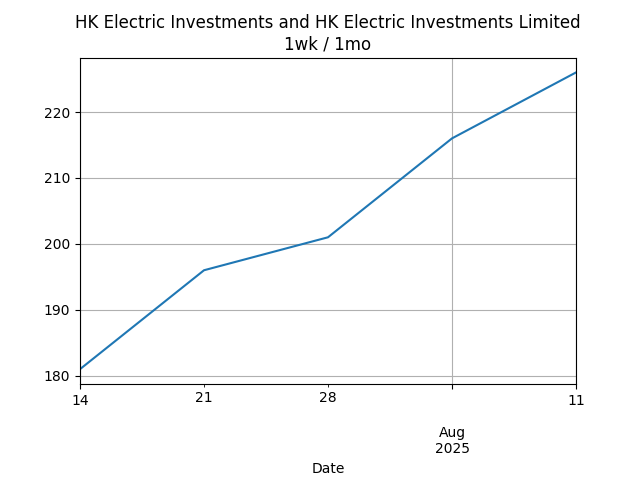 HK Electric Investments and HK Electric Investments Limited
1wk / 1mo
220
210
200
190
180
14
21
28
11
Aug
2025
Date